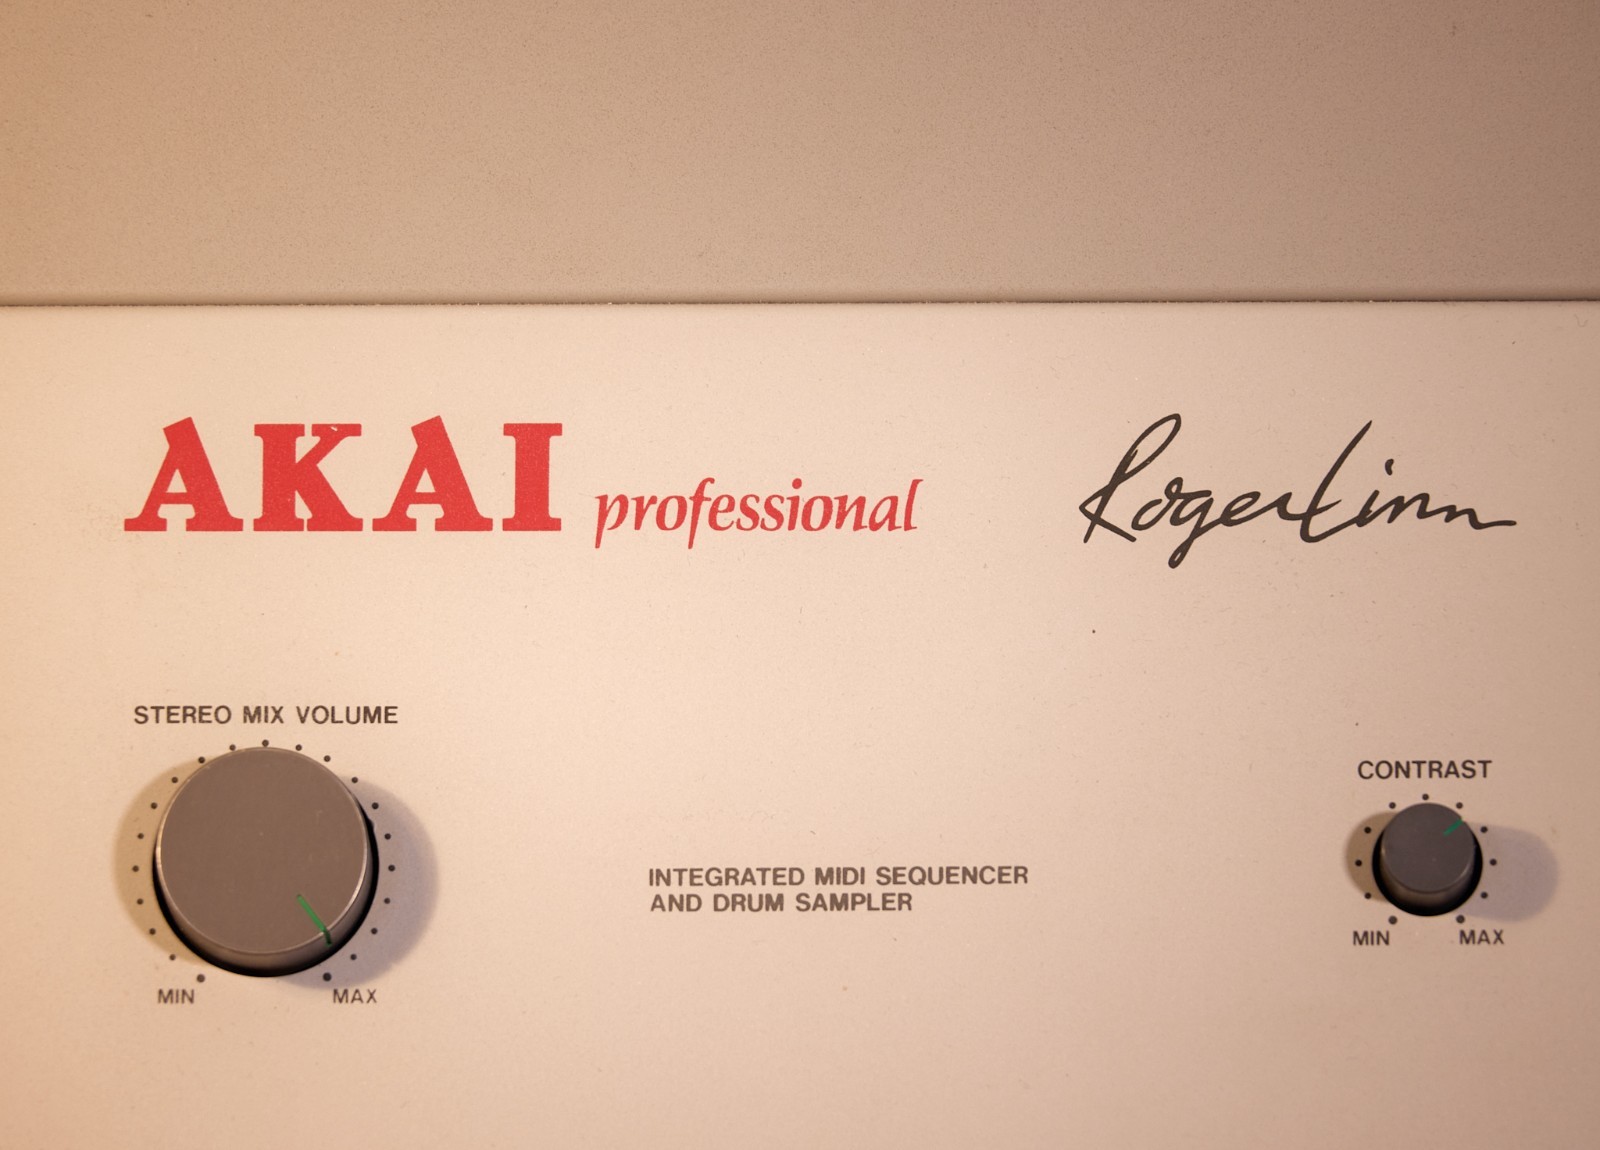 AKAI professional Roger Linn
STEREO MIX VOLUME
CONTRAST
INTEGRATED MIDI SEQUENCER
AND DRUM SAMPLER
MIN MAX
MIN MAX